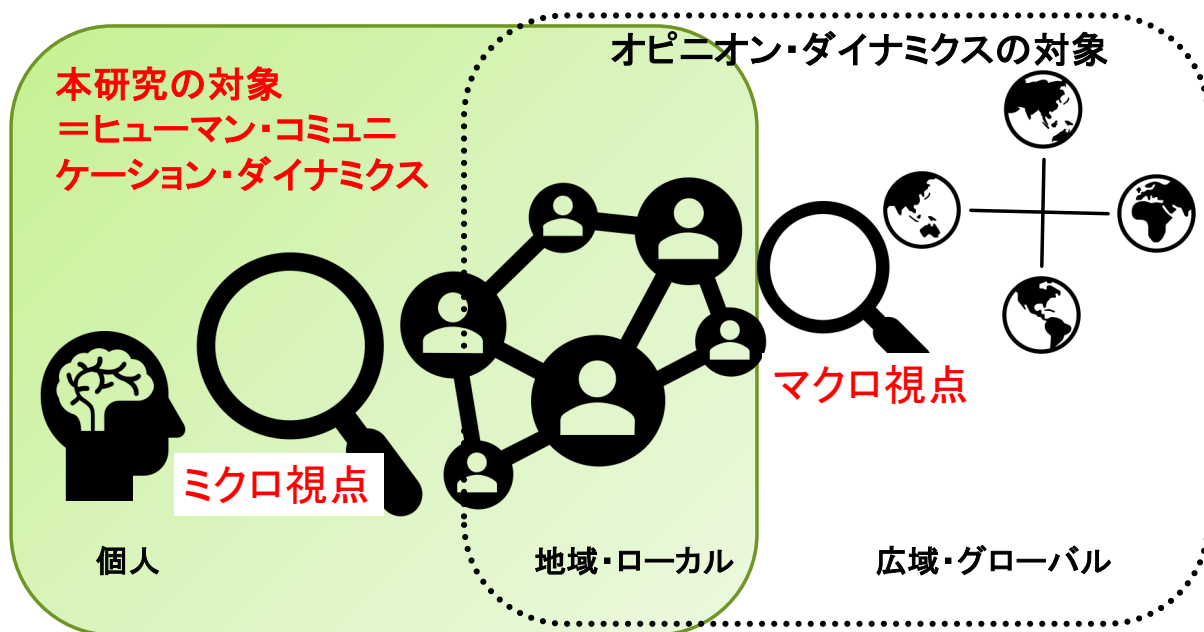 オピニオン・ダイナミクスの対象
本研究の対象
＝ヒューマン・コミュニ
ケーション・ダイナミクス
マクロ視点
ミクロ視点
個人
地域・ローカル
広域・グローバル